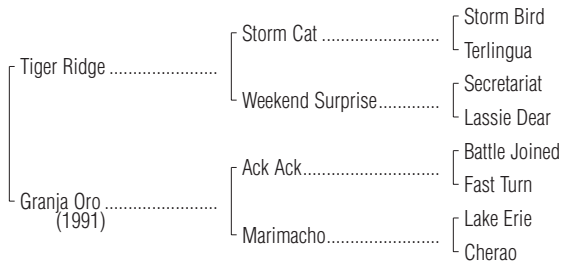 Storm Bird
Storm Cat ........................
Terlingua
Tiger Ridge ......................
Secretariat
Weekend Surprise.............
Lassie Dear
Battle Joined
Ack Ack............................
Fast Turn
Granja Oro .......................
(1991)
Lake Erie
Marimacho.......................
Cherao